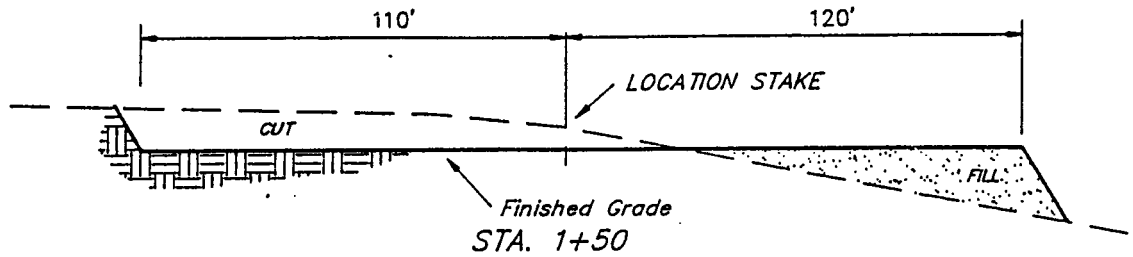 110' 120'
LOCATION STAKE
CUT
FILL
Finished Grade
STA. 1+50